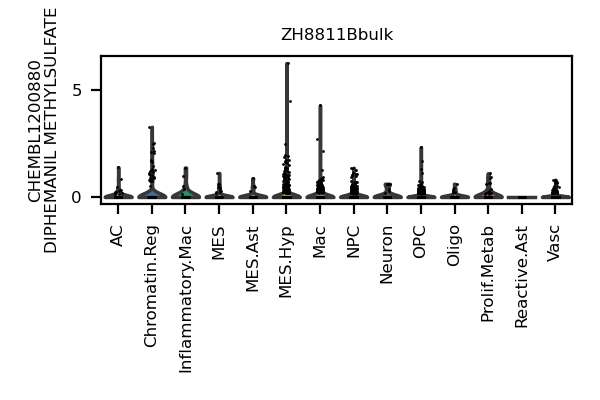 ZH8811Bbulk
CHEMBL1200880
DIPHEMANIL METHYLSULFATE
5
0
AC
Chromatin.Reg
Inflammatory.Mac
MES
MES.Ast
MES.Hyp
Mac
NPC
Neuron
OPC
Oligo
Prolif.Metab
Reactive.Ast
Vasc